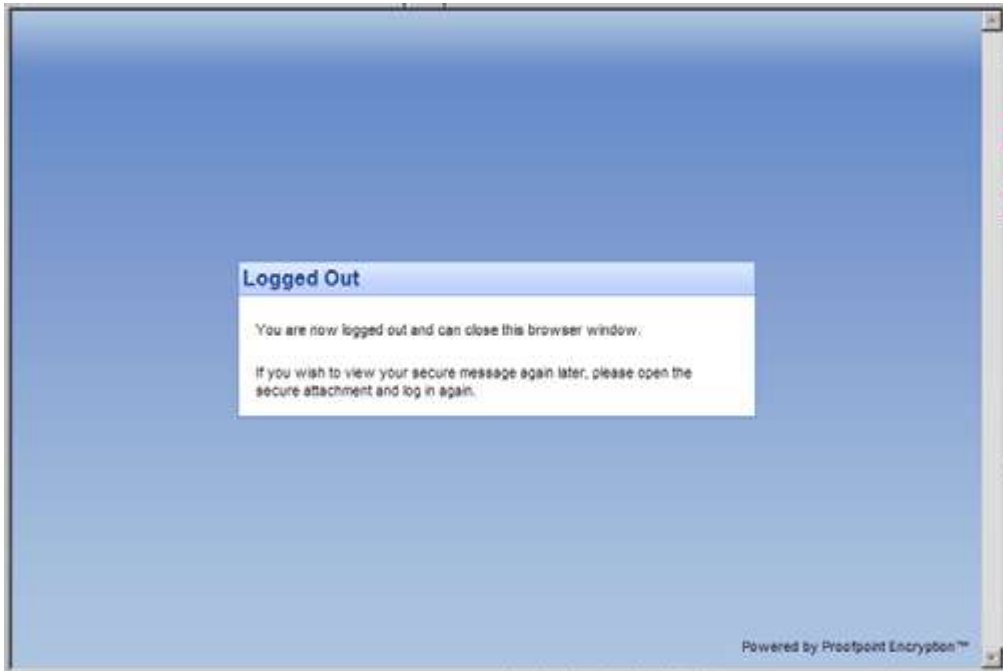 Logged Out
You are now logged out and can close this browser window.
If you wish to view your secure message again later, please open the
secure attachment and log in again.
Powered by Proofpoint Encryption™